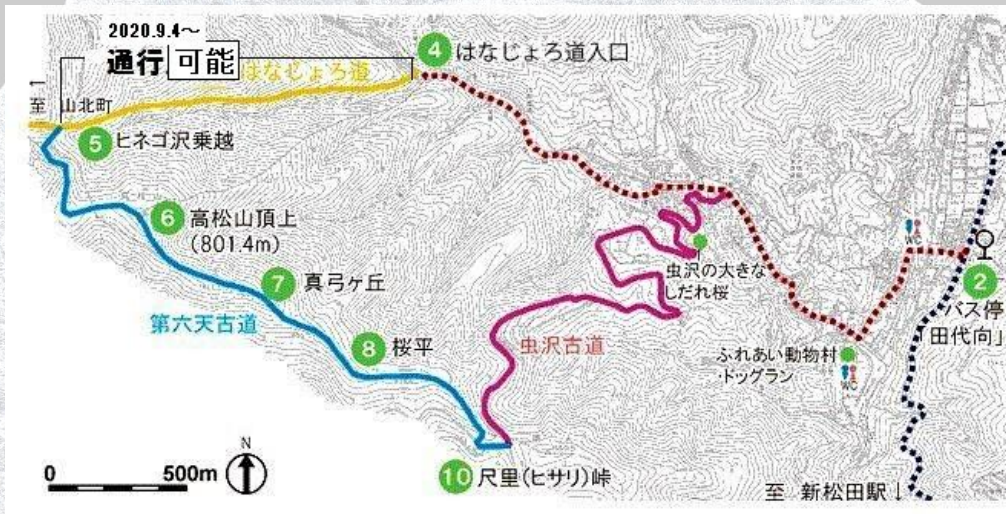 2020.9.4～
通行 可能
はなじょろ道
4 はなじょろ道入口
↑
至 山北町
5 ヒネゴ沢乗越
6 高松山頂上
(801.4m)
7 真弓ヶ丘
第六天古道
8 桜平
虫沢古道
虫沢の大きな
しだれ桜
WC
2
バス停
「田代向」
ふれあい動物村
・ドッグラン
WC
10 尺里(ヒサリ)峠
0 500m
N
至 新松田駅↓